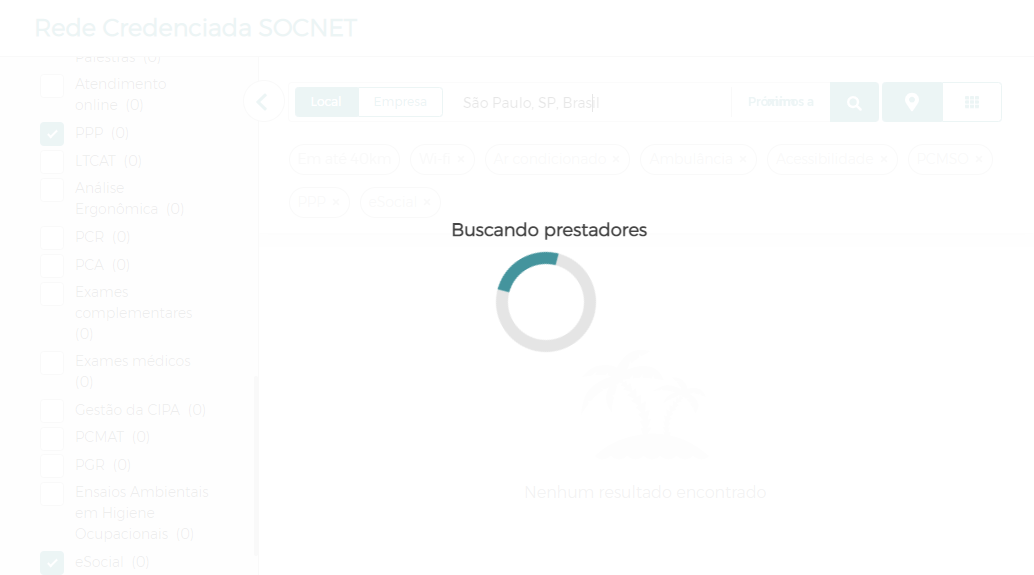 Rede Credenciada SOCNET
Palestras (0)
Atendimento
online (0)
PPP (0)
LTCAT (0)
Análise
Ergonômica (0)
PCR (0)
PCA (0)
Exames
complementares
(0)
Exames médicos
(0)
Gestão da CIPA (0)
PCMAT (0)
PGR (0)
Ensaios Ambientais
em Higiene
Ocupacionais (0)
eSocial (0)
Local
Empresa
São Paulo, SP, Brasil
Próximos a
Em até 40km
Wi-fi ×
Ar condicionado ×
Ambulância ×
Acessibilidade ×
PCMSO ×
PPP ×
eSocial ×
Buscando prestadores
Nenhum resultado encontrado